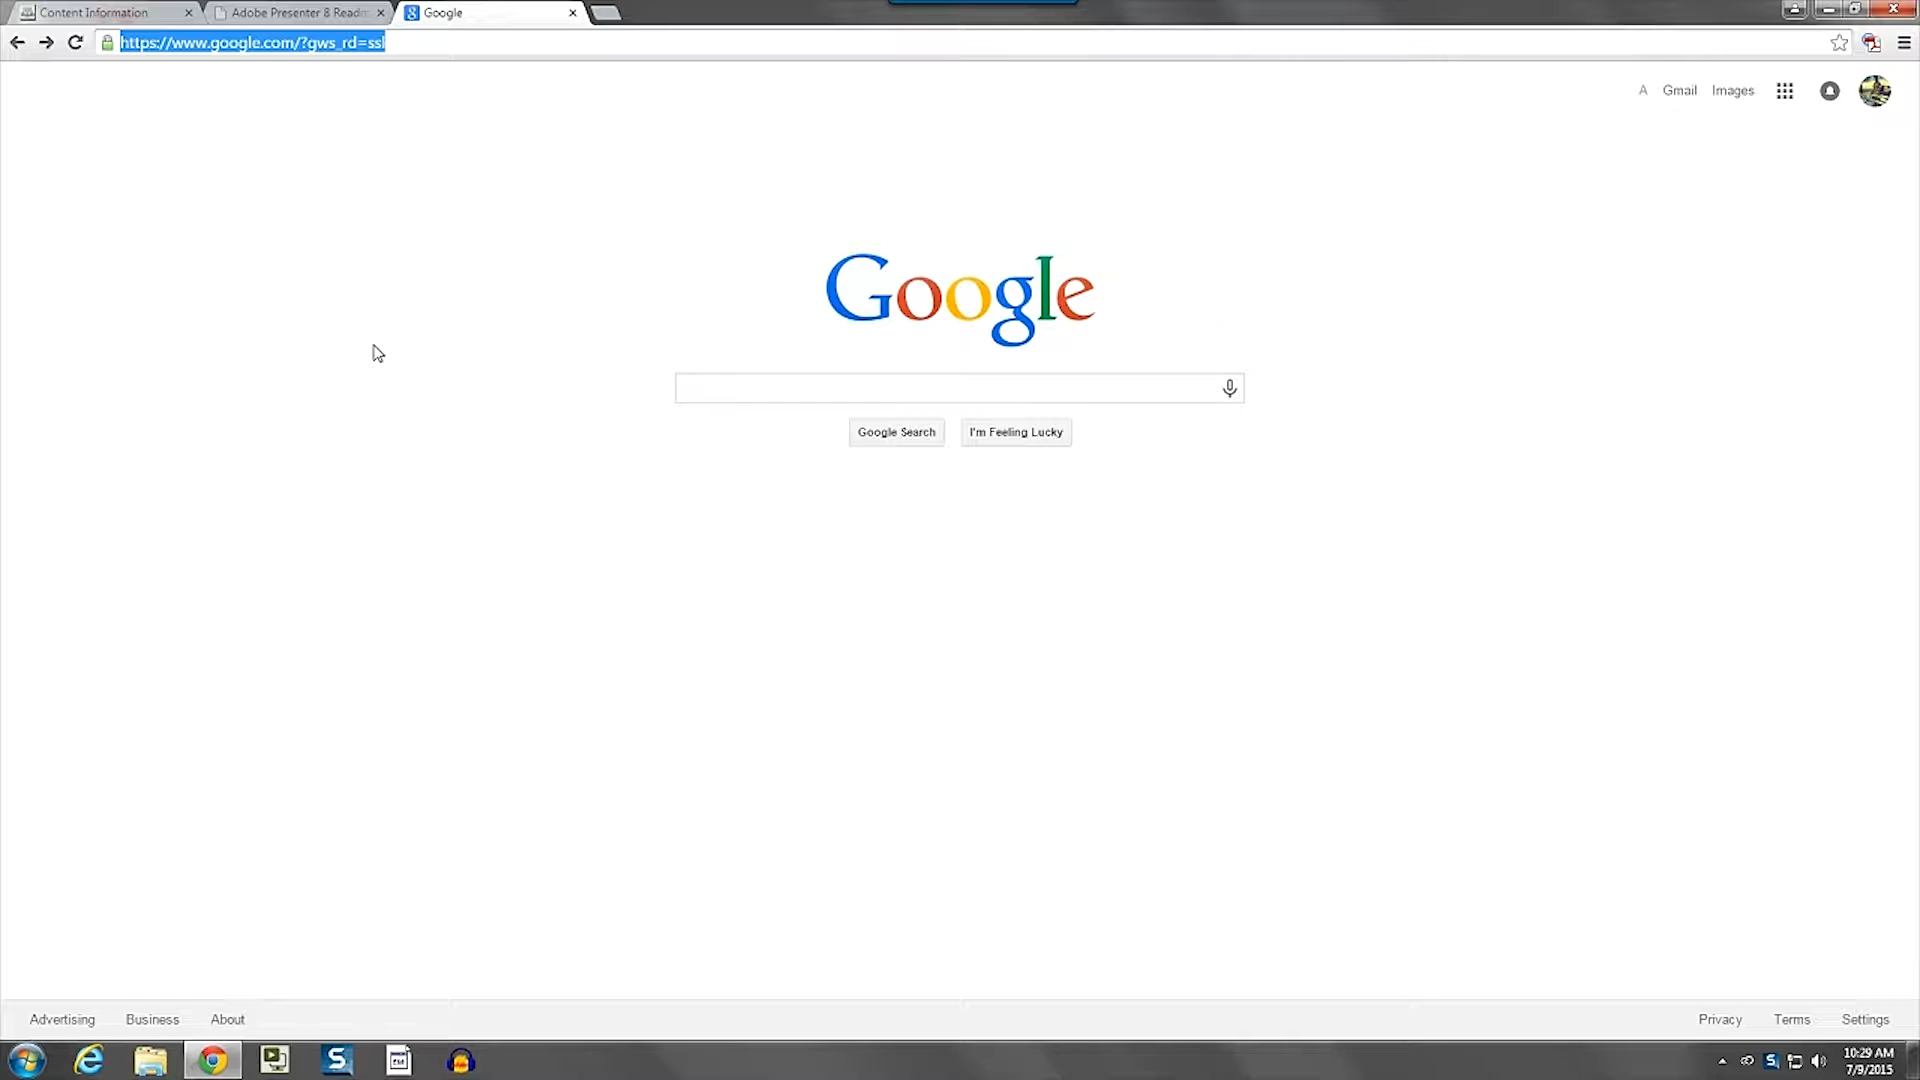 Content Information
Adobe Presenter 8 Readm
Google
https://www.google.com/?gws_rd=ssl
A Gmail Images
Google
Google Search I'm Feeling Lucky
Advertising Business About
Privacy Terms Settings
10:29 AM
7/9/2015